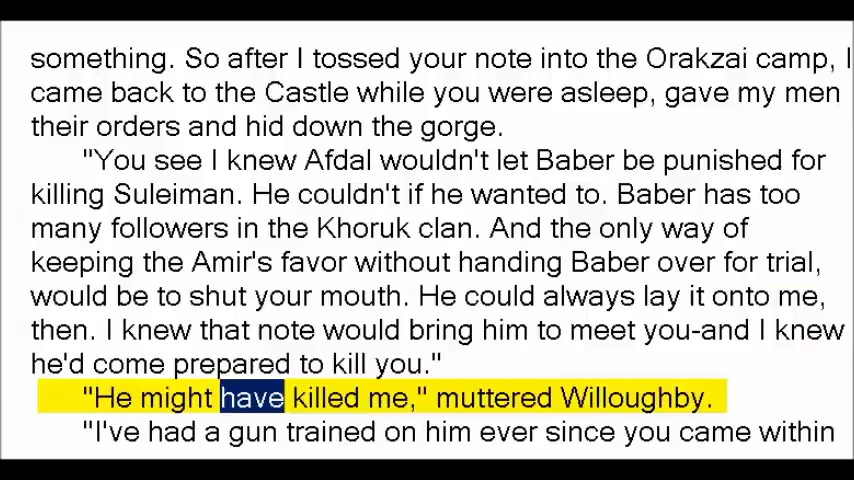 something. So after I tossed your note into the Orakzai camp, I
came back to the Castle while you were asleep, gave my men
their orders and hid down the gorge.
"You see I knew Afdal wouldn't let Baber be punished for
killing Suleiman. He couldn't if he wanted to. Baber has too
many followers in the Khoruk clan. And the only way of
keeping the Amir's favor without handing Baber over for trial,
would be to shut your mouth. He could always lay it onto me,
then. I knew that note would bring him to meet you-and I knew
he'd come prepared to kill you."
"He might have killed me," muttered Willoughby.
"I've had a gun trained on him ever since you came within